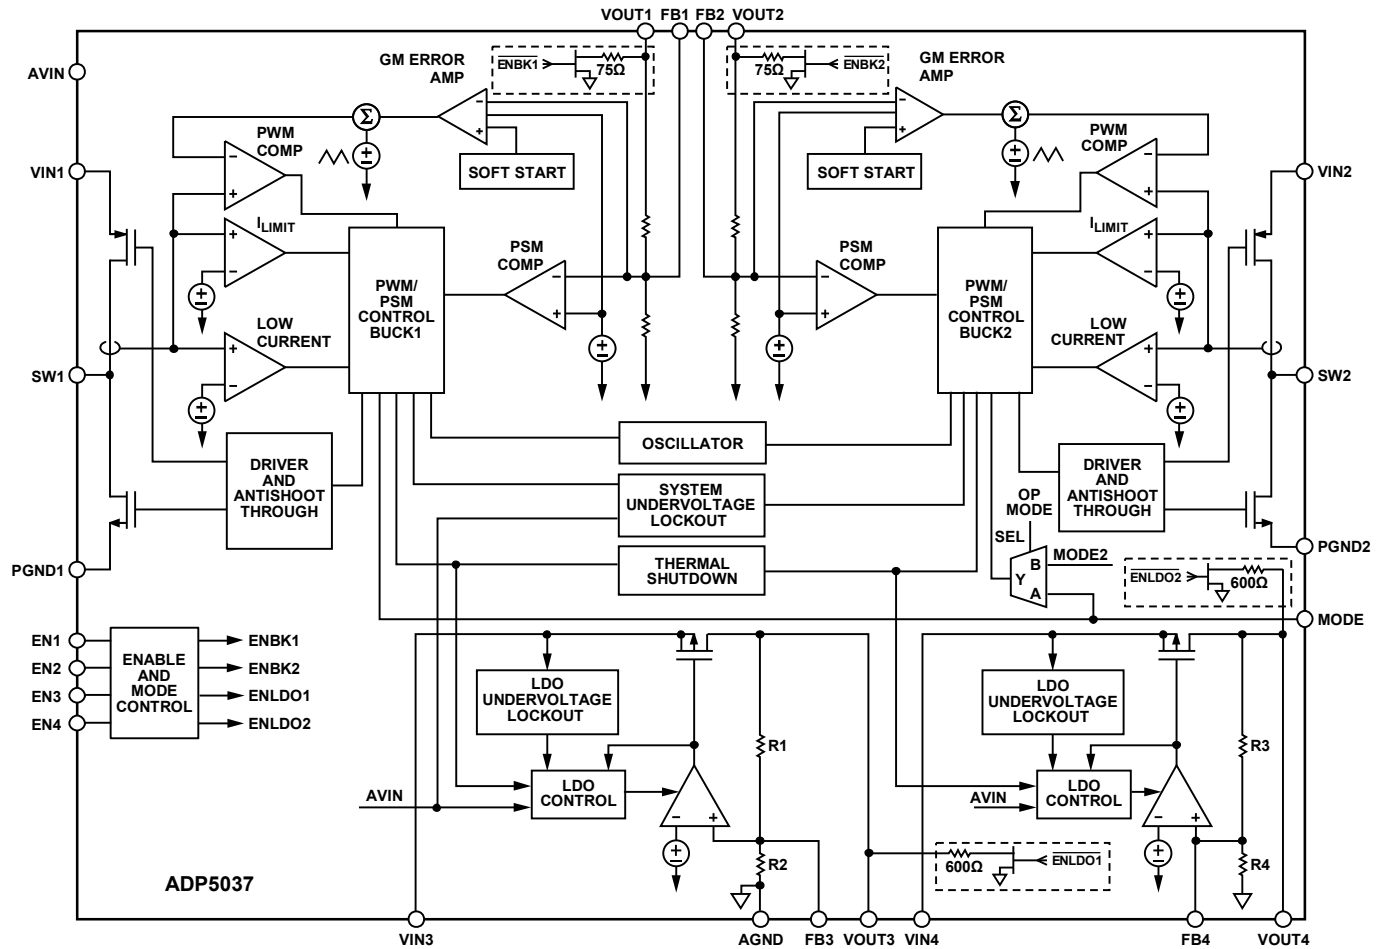 VOUT1 FB1 FB2 VOUT2
AVIN
GM ERROR
AMP
ENBK1
75Ω
75Ω
ENBK2
GM ERROR
AMP
Σ
Σ
PWM
COMP
SOFT START
SOFT START
PWM
COMP
VIN1
VIN2
ILIMIT
ILIMIT
PSM
COMP
PSM
COMP
PWM/
PSM
CONTROL
BUCK1
PWM/
PSM
CONTROL
BUCK2
LOW
CURRENT
LOW
CURRENT
SW1
SW2
OSCILLATOR
DRIVER
AND
ANTISHOOT
THROUGH
SYSTEM
UNDERVOLTAGE
LOCKOUT
DRIVER
AND
ANTISHOOT
THROUGH
OP
MODE
SEL
PGND1
PGND2
THERMAL
SHUTDOWN
B
Y
A
MODE2
ENLDO2
600Ω
MODE
EN1
EN2
EN3
EN4
ENABLE
AND
MODE
CONTROL
ENBK1
ENBK2
ENLDO1
ENLDO2
LDO
UNDERVOLTAGE
LOCKOUT
LDO
UNDERVOLTAGE
LOCKOUT
R1
R3
AVIN
LDO
CONTROL
AVIN
LDO
CONTROL
R2
600Ω
ENLDO1
R4
ADP5037
VIN3 AGND FB3 VOUT3 VIN4 FB4 VOUT4